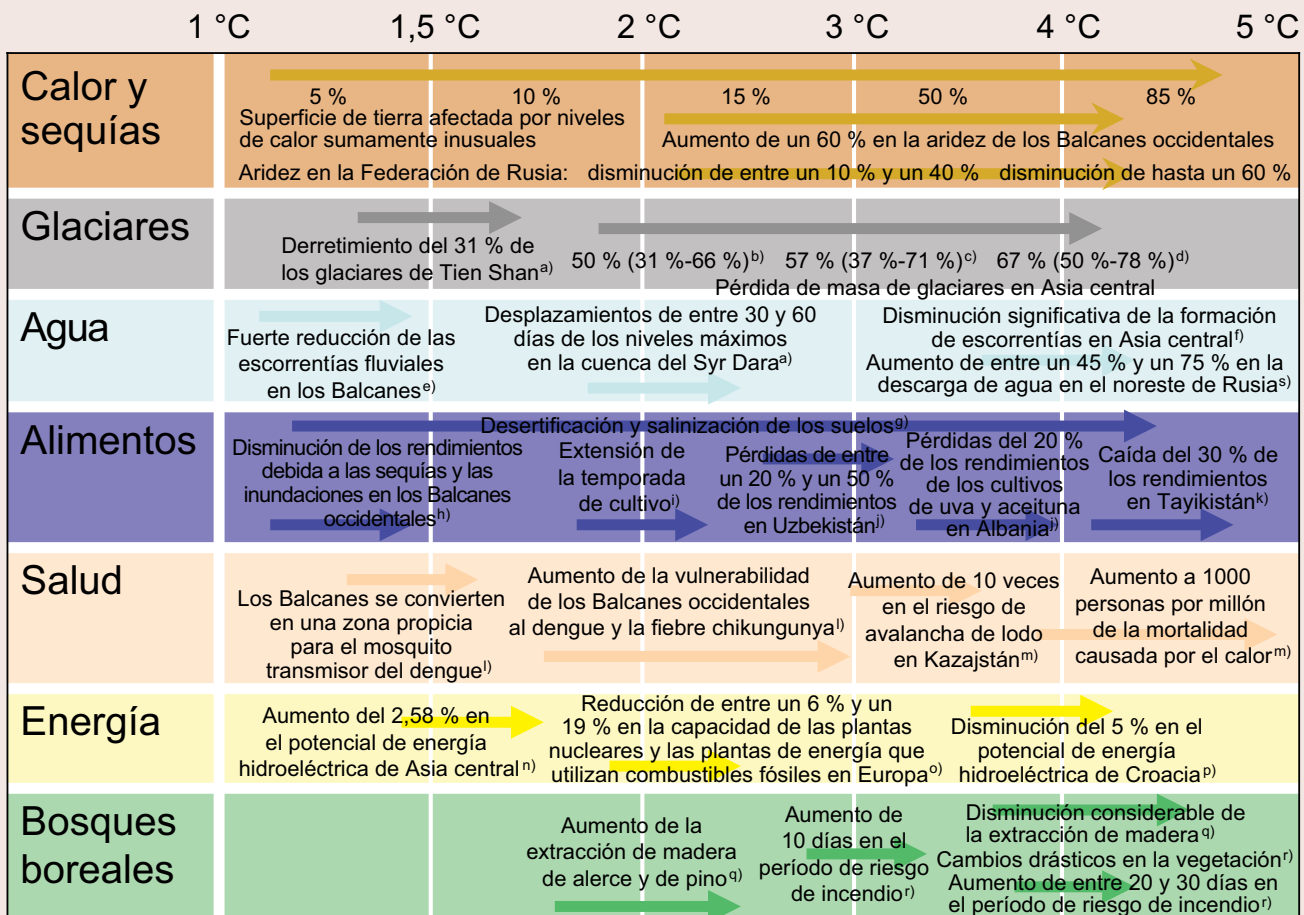 1 °C 1,5 °C 2 °C 3 °C 4 °C 5 °C
Calor y
sequías
5 % 10 % 15 % 50 % 85 %
Superficie de tierra afectada por niveles
de calor sumamente inusuales
Aumento de un 60 % en la aridez de los Balcanes occidentales
Aridez en la Federación de Rusia: disminución de entre un 10 % y un 40 % disminución de hasta un 60 %
Glaciares
Derretimiento del 31 % de
los glaciares de Tien Shan a)
50 % (31 %-66 %) b) 57 % (37 %-71 %) c) 67 % (50 %-78 %) d)
Pérdida de masa de glaciares en Asia central
Agua
Fuerte reducción de las
escorrentías fluviales
en los Balcanes e)
Desplazamientos de entre 30 y 60
días de los niveles máximos
en la cuenca del Syr Dara a)
Disminución significativa de la formación
de escorrentías en Asia central f)
Aumento de entre un 45 % y un 75 % en la
descarga de agua en el noreste de Rusia s)
Alimentos
Desertificación y salinización de los suelos g)
Disminución de los rendimientos
debida a las sequías y las
inundaciones en los Balcanes
occidentales h)
Extensión de
la temporada
de cultivo i)
Pérdidas de entre
un 20 % y un 50 %
de los rendimientos
en Uzbekistán j)
Pérdidas del 20 %
de los rendimientos
de los cultivos
de uva y aceituna
en Albania j)
Caída del 30 % de
los rendimientos
en Tayikistán k)
Salud
Los Balcanes se convierten
en una zona propicia
para el mosquito
transmisor del dengue l)
Aumento de la vulnerabilidad
de los Balcanes occidentales
al dengue y la fiebre chikungunya l)
Aumento de 10 veces
en el riesgo de
avalancha de lodo
en Kazajstán m)
Aumento a 1000
personas por millón
de la mortalidad
causada por el calor m)
Energía
Aumento del 2,58 % en
el potencial de energía
hidroeléctrica de Asia central n)
Reducción de entre un 6 % y un
19 % en la capacidad de las plantas
nucleares y las plantas de energía que
utilizan combustibles fósiles en Europa o)
Disminución del 5 % en el
potencial de energía
hidroeléctrica de Croacia p)
Bosques
boreales
Aumento de la
extracción de madera
de alerce y de pino q)
Aumento de
10 días en el
período de riesgo
de incendio r)
Disminución considerable de
la extracción de madera q)
Cambios drásticos en la vegetación r)
Aumento de entre 20 y 30 días en
el período de riesgo de incendio r)